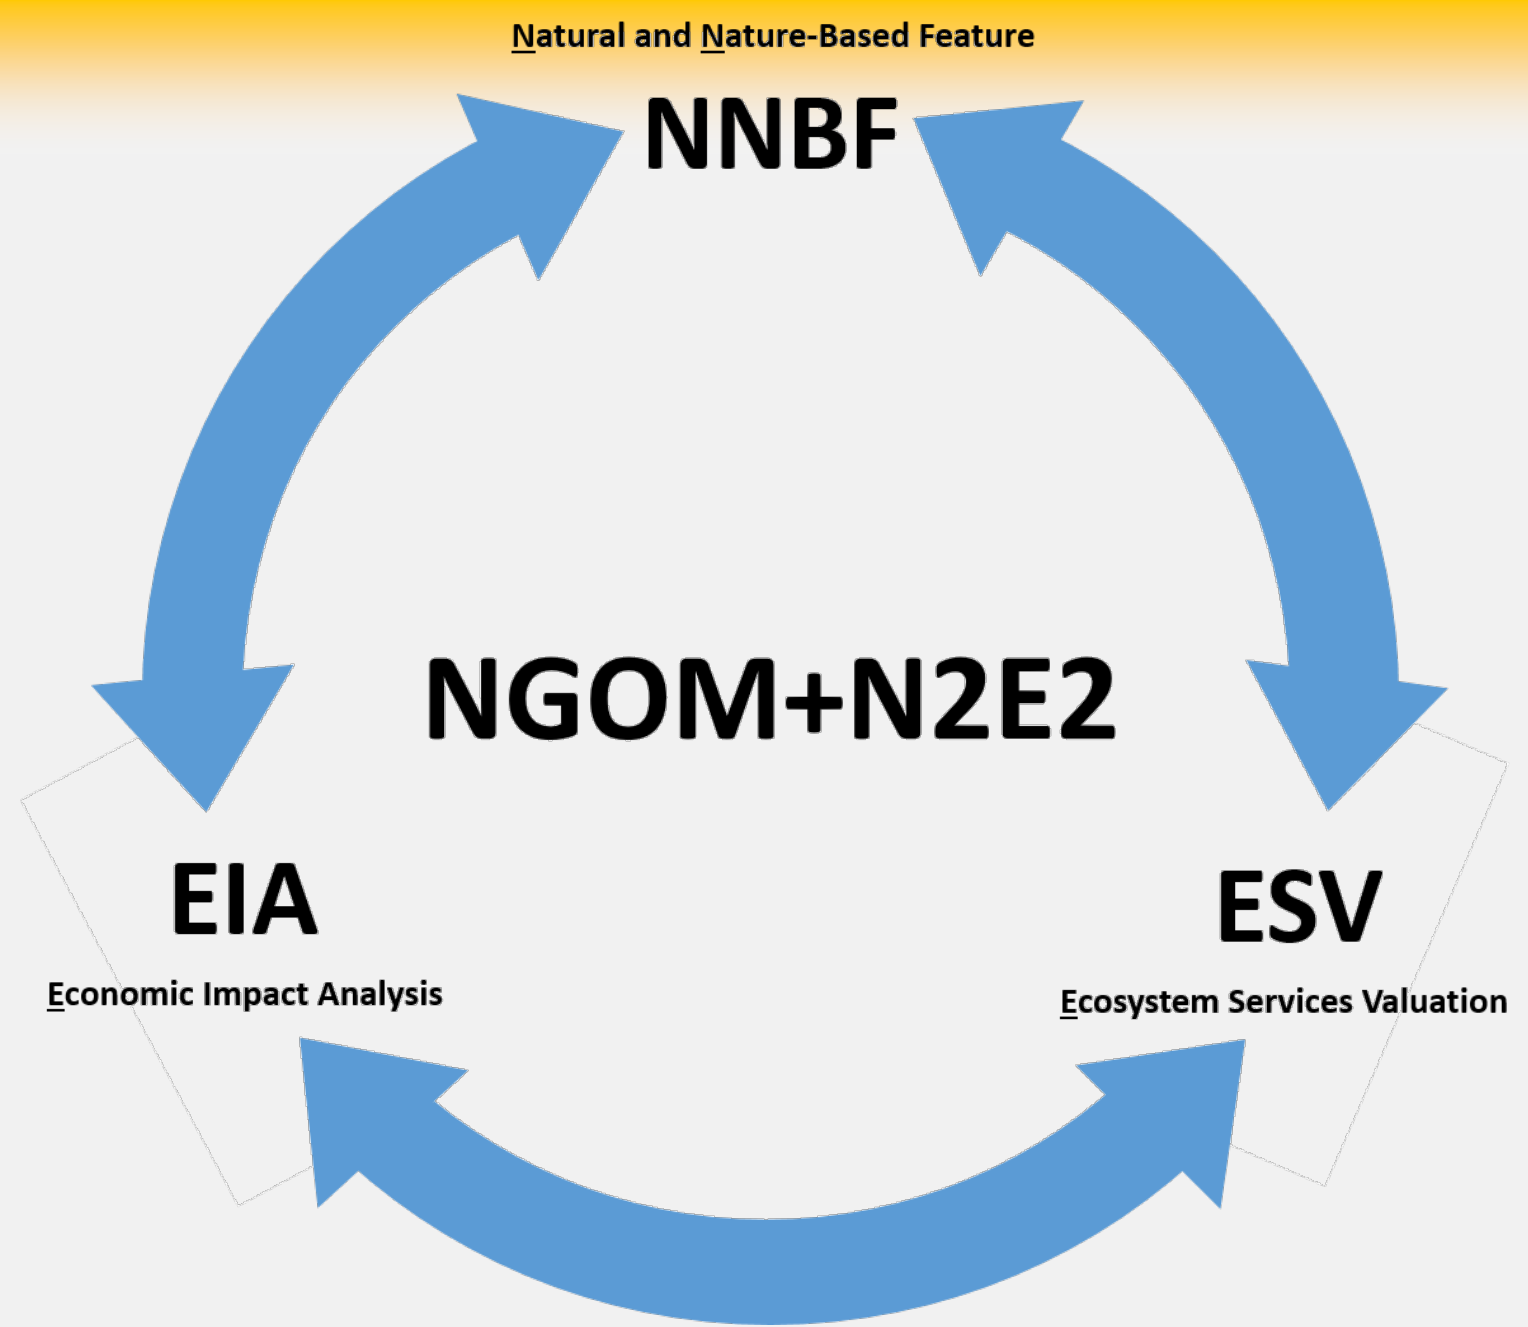 Natural and Nature-Based Feature
NNBF
NGOM+N2E2
EIA
Economic Impact Analysis
ESV
Ecosystem Services Valuation